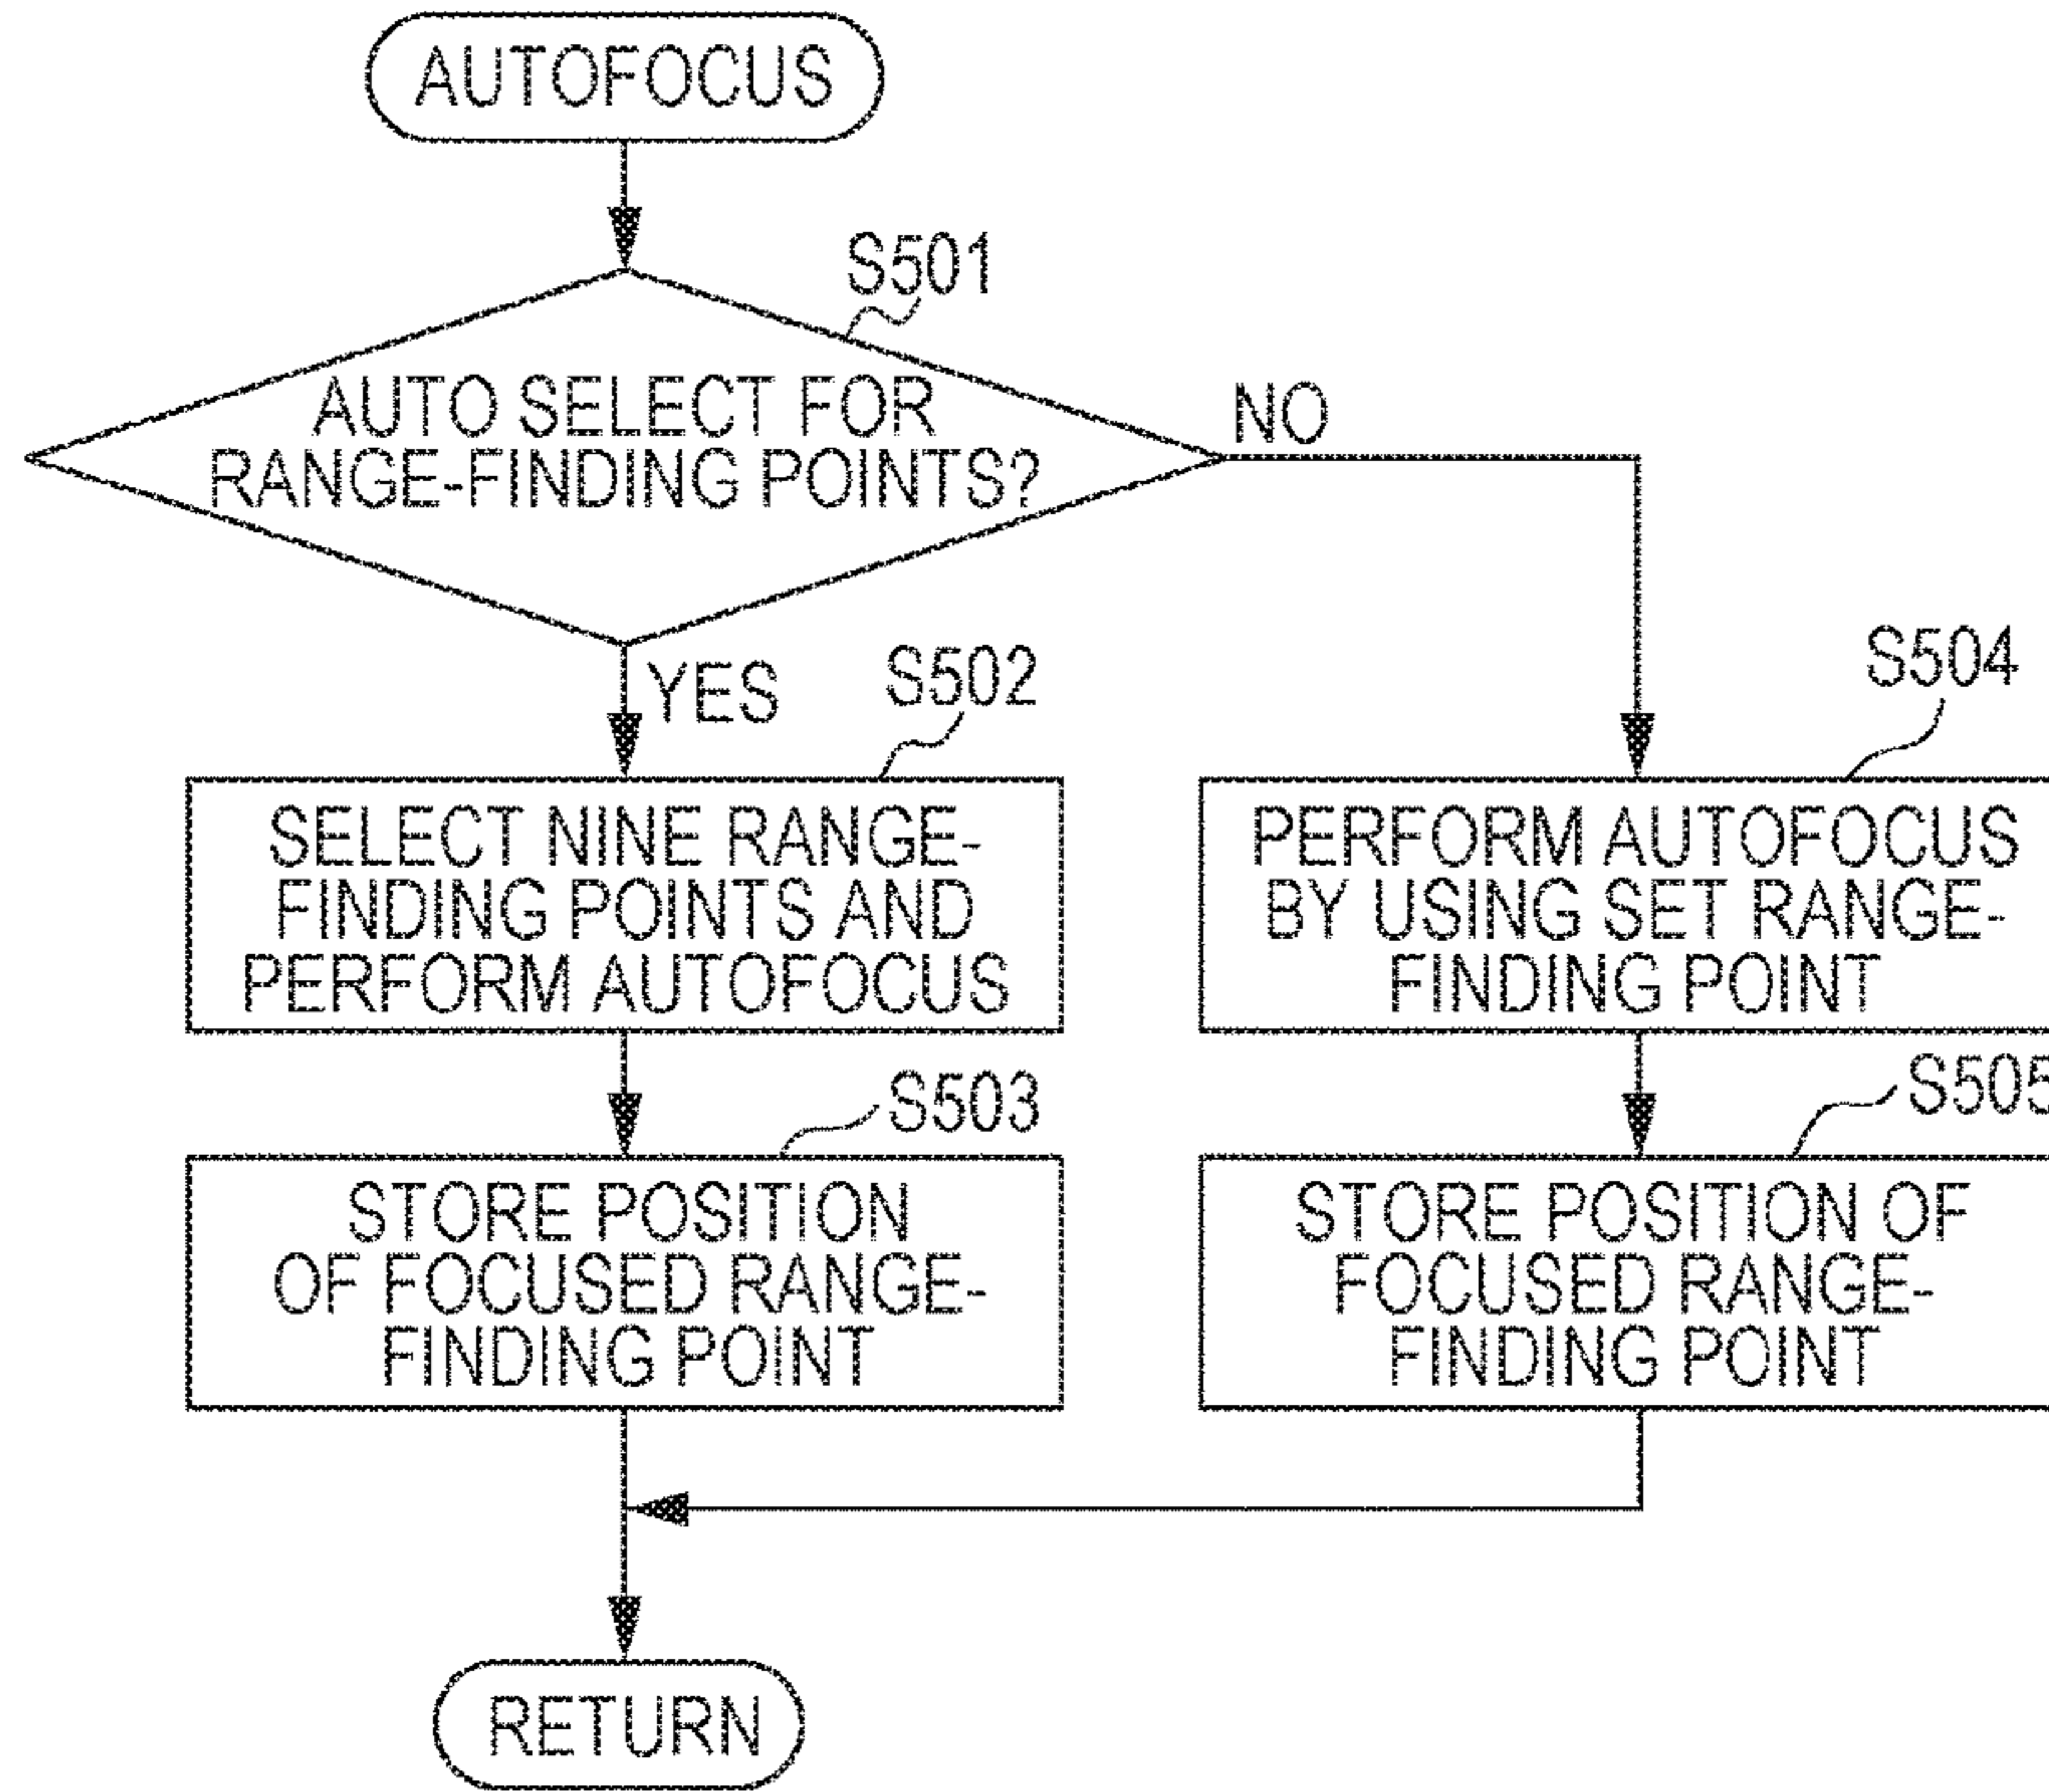 AUTOFOCUS
S501
AUTO SELECT FOR
RANGE-FINDING POINTS?
NO
YES
S502
SELECT NINE RANGE-
FINDING POINTS AND
PERFORM AUTOFOCUS
S503
STORE POSITION
OF FOCUSED RANGE-
FINDING POINT
S504
PERFORM AUTOFOCUS
BY USING SET RANGE-
FINDING POINT
S505
STORE POSITION OF
FOCUSED RANGE-
FINDING POINT
RETURN